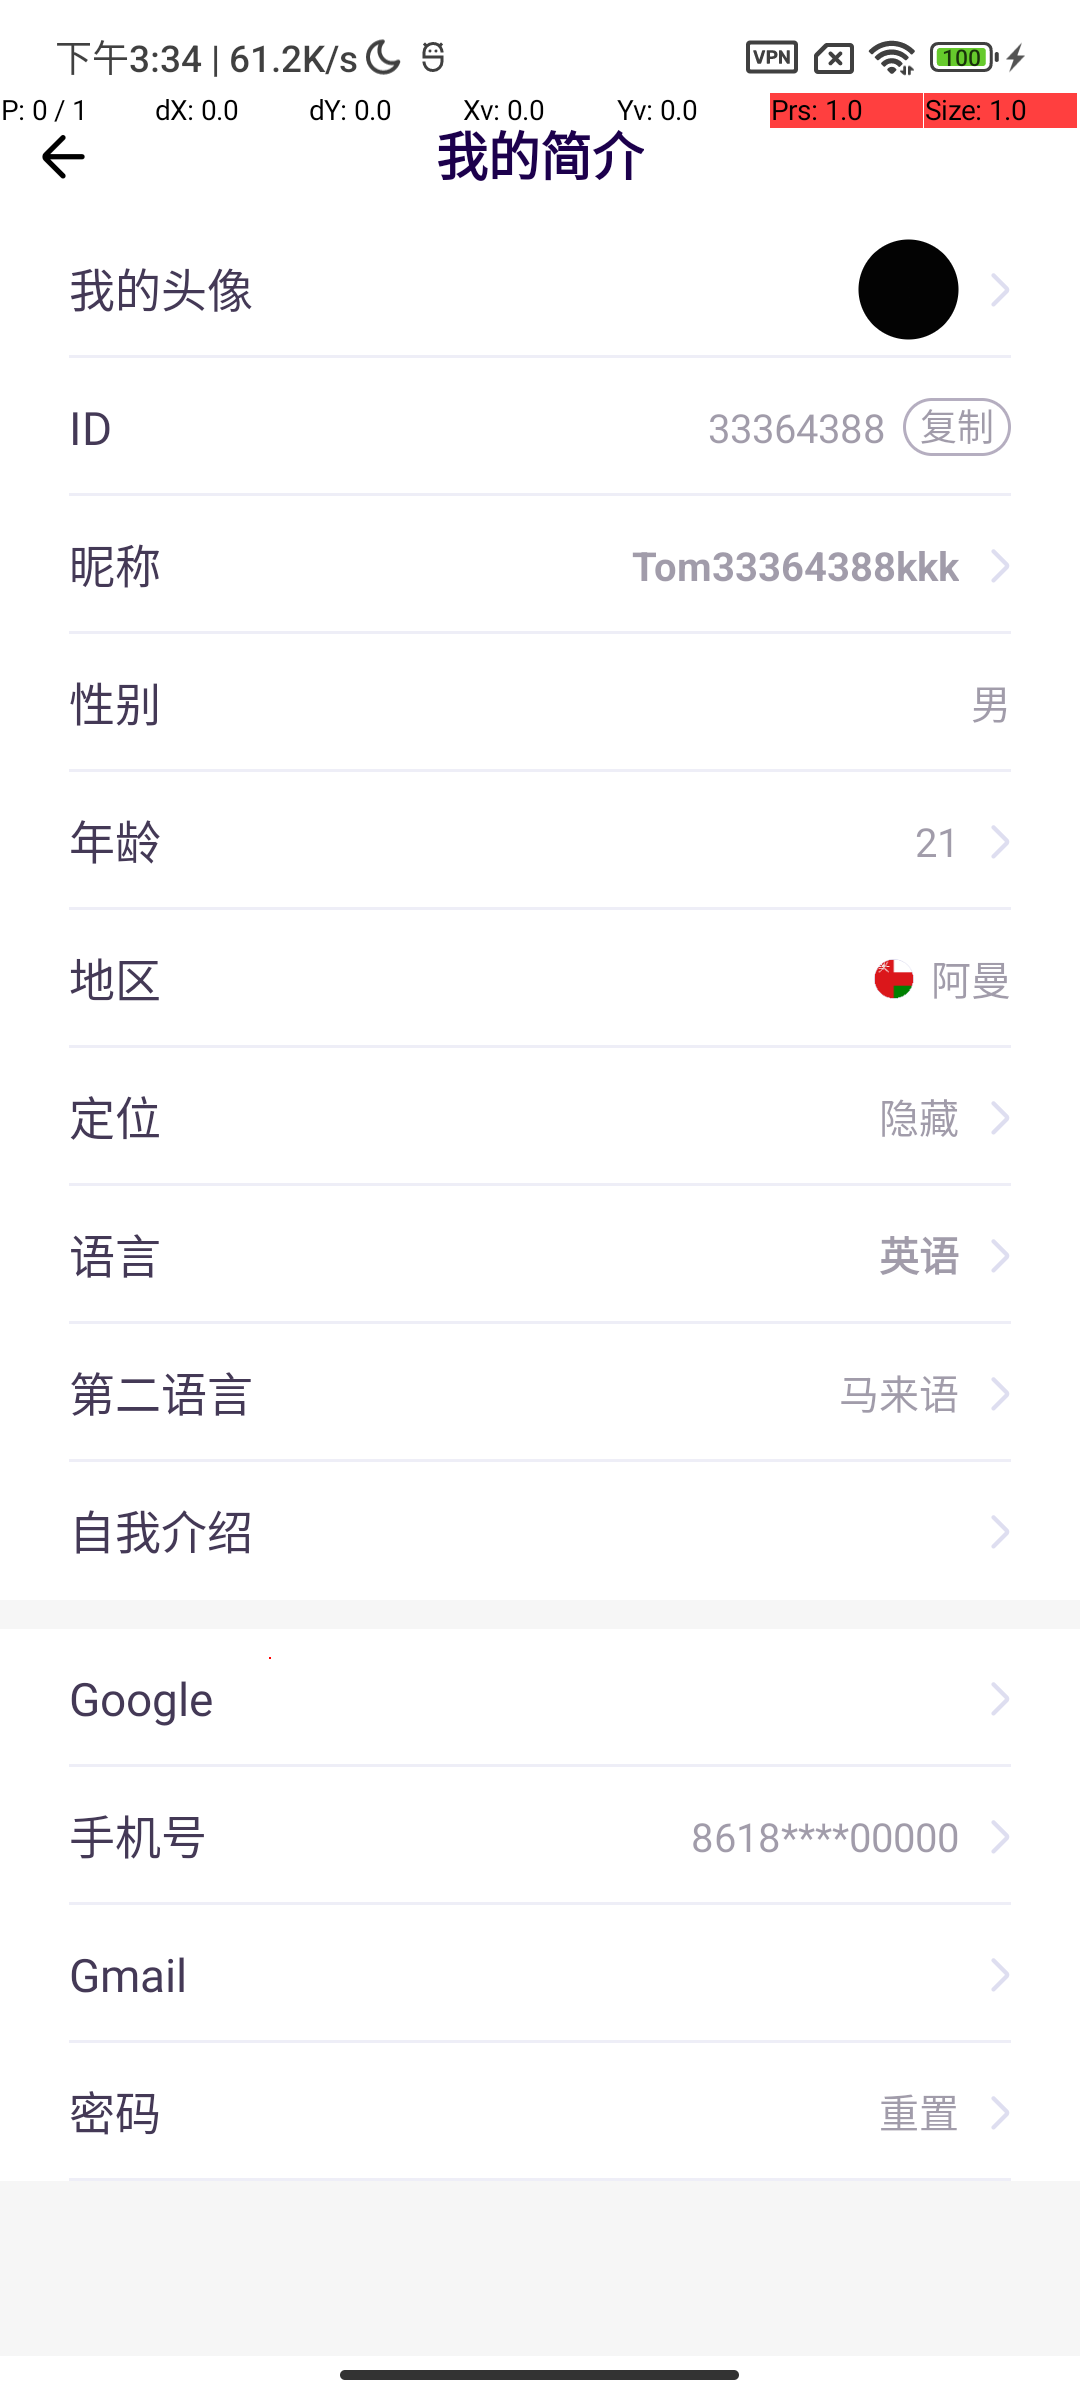 下午3:34 | 61.2K/s VPN 100
P: 0 / 1 dX: 0.0 dY: 0.0 Xv: 0.0 Yv: 0.0 Prs: 1.0 Size: 1.0
我的简介
我的头像
ID 33364388 复制
昵称 Tom33364388kkk
性别 男
年龄 21
地区 阿曼
定位 隐藏
语言 英语
第二语言 马来语
自我介绍
Google
手机号 8618****00000
Gmail
密码 重置